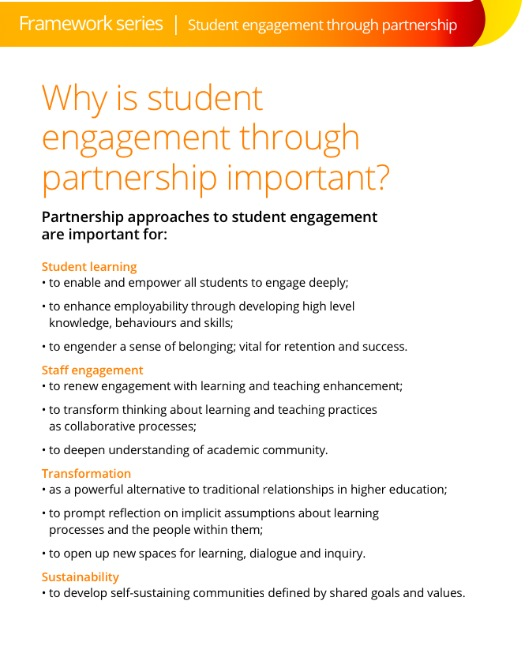 Framework series | Student engagement through partnership
Why is student
engagement through
partnership important?
Partnership approaches to student engagement
are important for:
Student learning
• to enable and empower all students to engage deeply;
• to enhance employability through developing high level
knowledge, behaviours and skills;
• to engender a sense of belonging; vital for retention and success.
Staff engagement
• to renew engagement with learning and teaching enhancement;
• to transform thinking about learning and teaching practices
as collaborative processes;
• to deepen understanding of academic community.
Transformation
• as a powerful alternative to traditional relationships in higher education;
• to prompt reflection on implicit assumptions about learning
processes and the people within them;
• to open up new spaces for learning, dialogue and inquiry.
Sustainability
• to develop self-sustaining communities defined by shared goals and values.